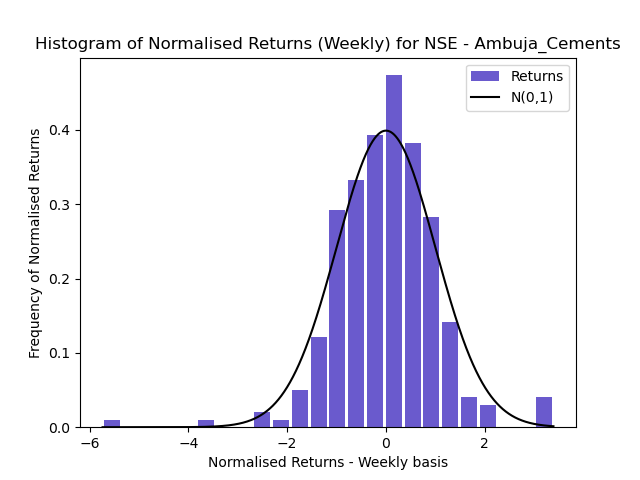 Histogram of Normalised Returns (Weekly) for NSE - Ambuja_Cements
Returns
N(0,1)
Frequency of Normalised Returns
0.4
0.3
0.2
0.1
0.0
−6
−4
−2
0
2
Normalised Returns - Weekly basis